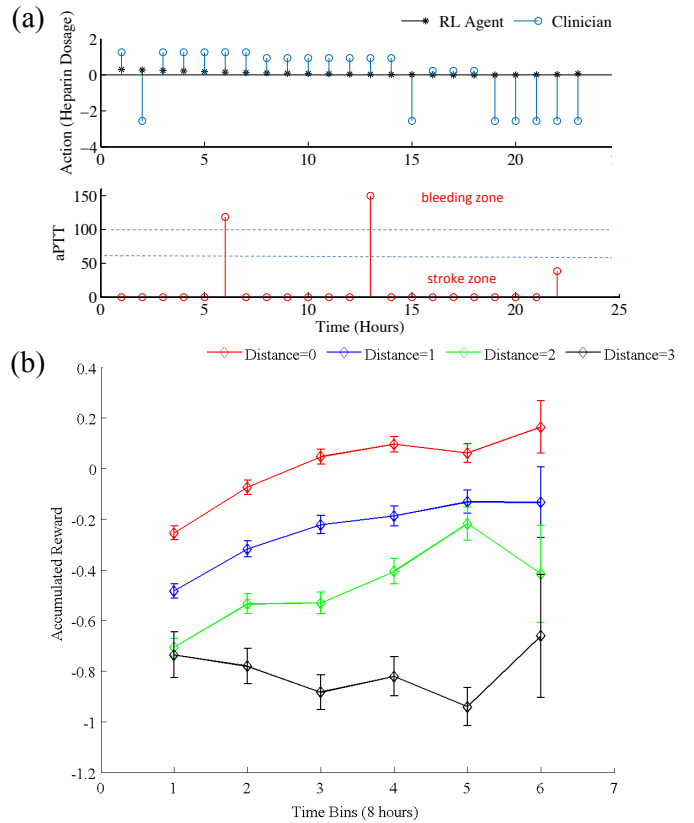 (a)
RL Agent Clinician
Action (Heparin Dosage)
2
0
−2
−4
0 5 10 15 20
aPTT
150
100
50
0
bleeding zone
stroke zone
0 5 10 15 20 25
Time (Hours)
(b)
Distance=0 Distance=1 Distance=2 Distance=3
Accumulated Reward
0.4
0.2
0
-0.2
-0.4
-0.6
-0.8
-1
-1.2
0 1 2 3 4 5 6 7
Time Bins (8 hours)